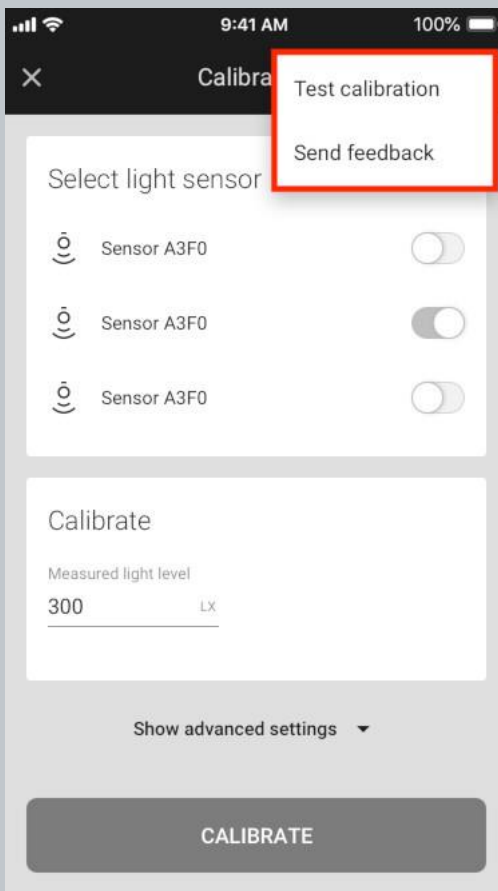 9:41 AM
100%
Calibra
Test calibration
Send feedback
Select light sensor
Sensor A3F0
Sensor A3F0
Sensor A3F0
Calibrate
Measured light level
300 LX
Show advanced settings
CALIBRATE